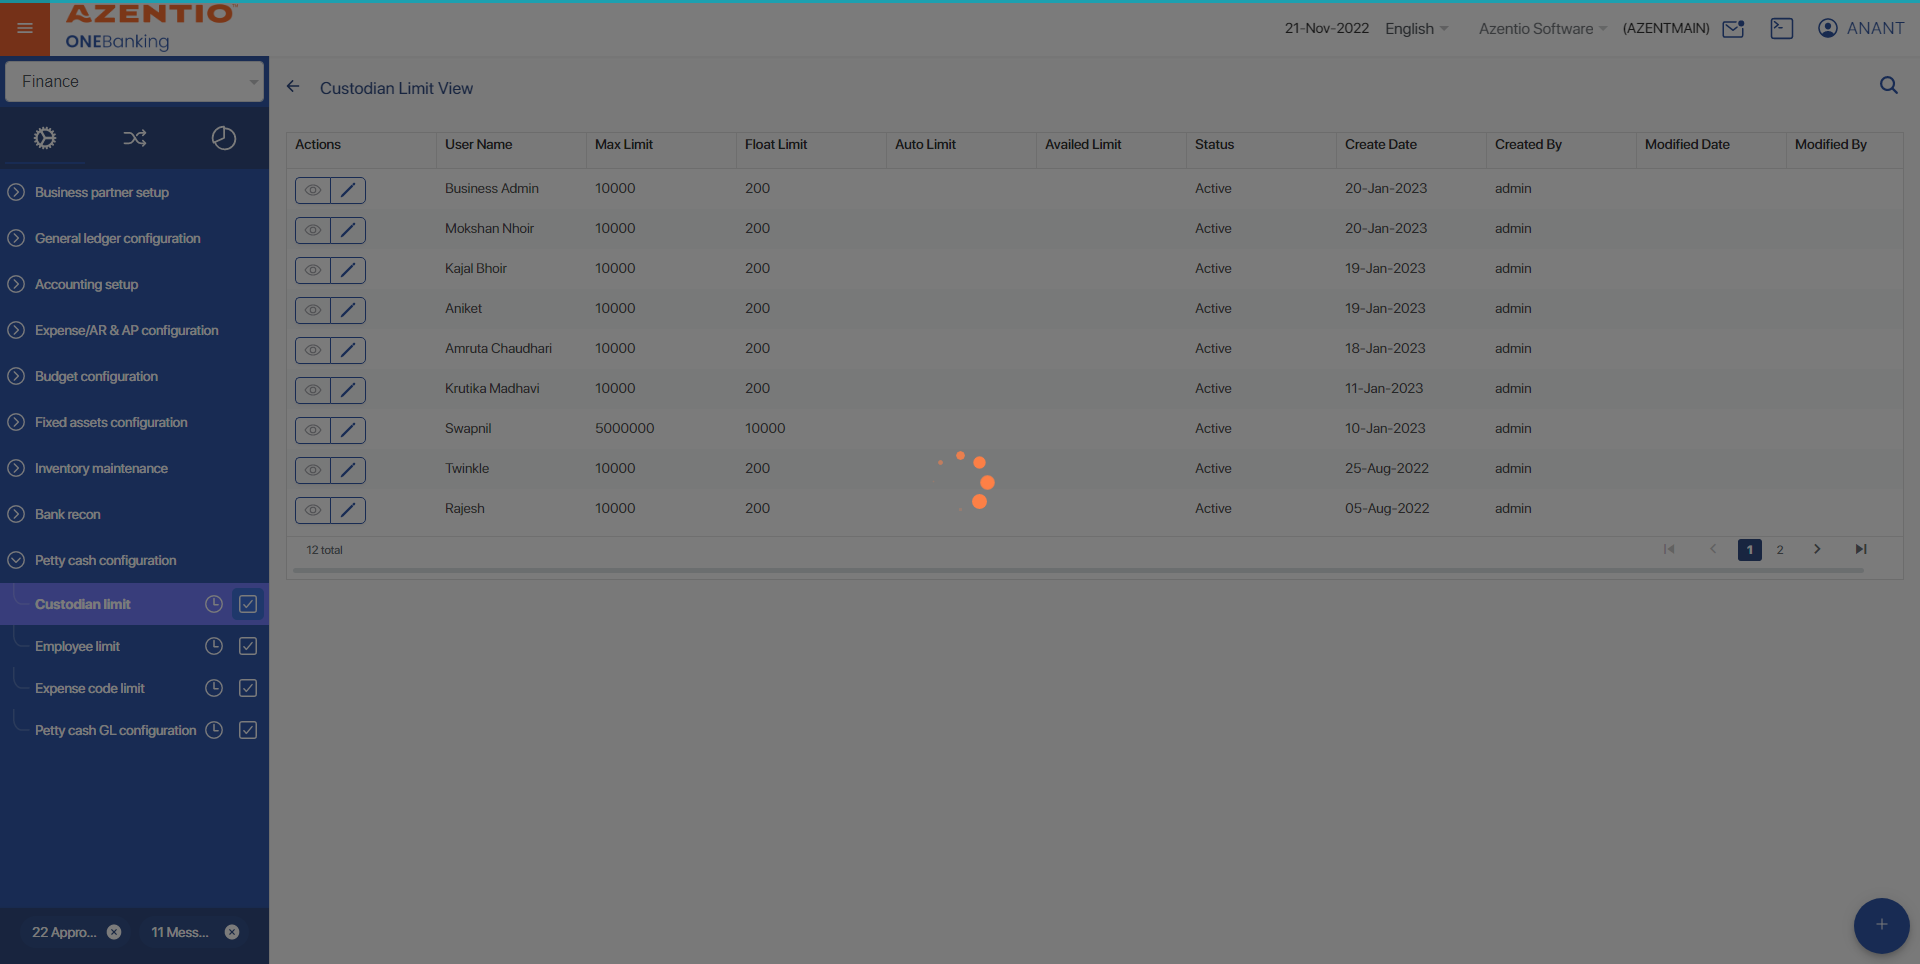 AZENTIO™
ONEBanking
21-Nov-2022 English Azentio Software (AZENTMAIN) ANANT
Finance
Custodian Limit View
Business partner setup
General ledger configuration
Accounting setup
Expense/AR & AP configuration
Budget configuration
Fixed assets configuration
Inventory maintenance
Bank recon
Petty cash configuration
Custodian limit
Employee limit
Expense code limit
Petty cash GL configuration
22 Appro...
11 Mess...
Actions User Name Max Limit Float Limit Auto Limit Availed Limit Status Create Date Created By Modified Date Modified By
Business Admin 10000 200 Active 20-Jan-2023 admin
Mokshan Nhoir 10000 200 Active 20-Jan-2023 admin
Kajal Bhoir 10000 200 Active 19-Jan-2023 admin
Aniket 10000 200 Active 19-Jan-2023 admin
Amruta Chaudhari 10000 200 Active 18-Jan-2023 admin
Krutika Madhavi 10000 200 Active 11-Jan-2023 admin
Swapnil 5000000 10000 Active 10-Jan-2023 admin
Twinkle 10000 200 Active 25-Aug-2022 admin
Rajesh 10000 200 Active 05-Aug-2022 admin
12 total
1 2